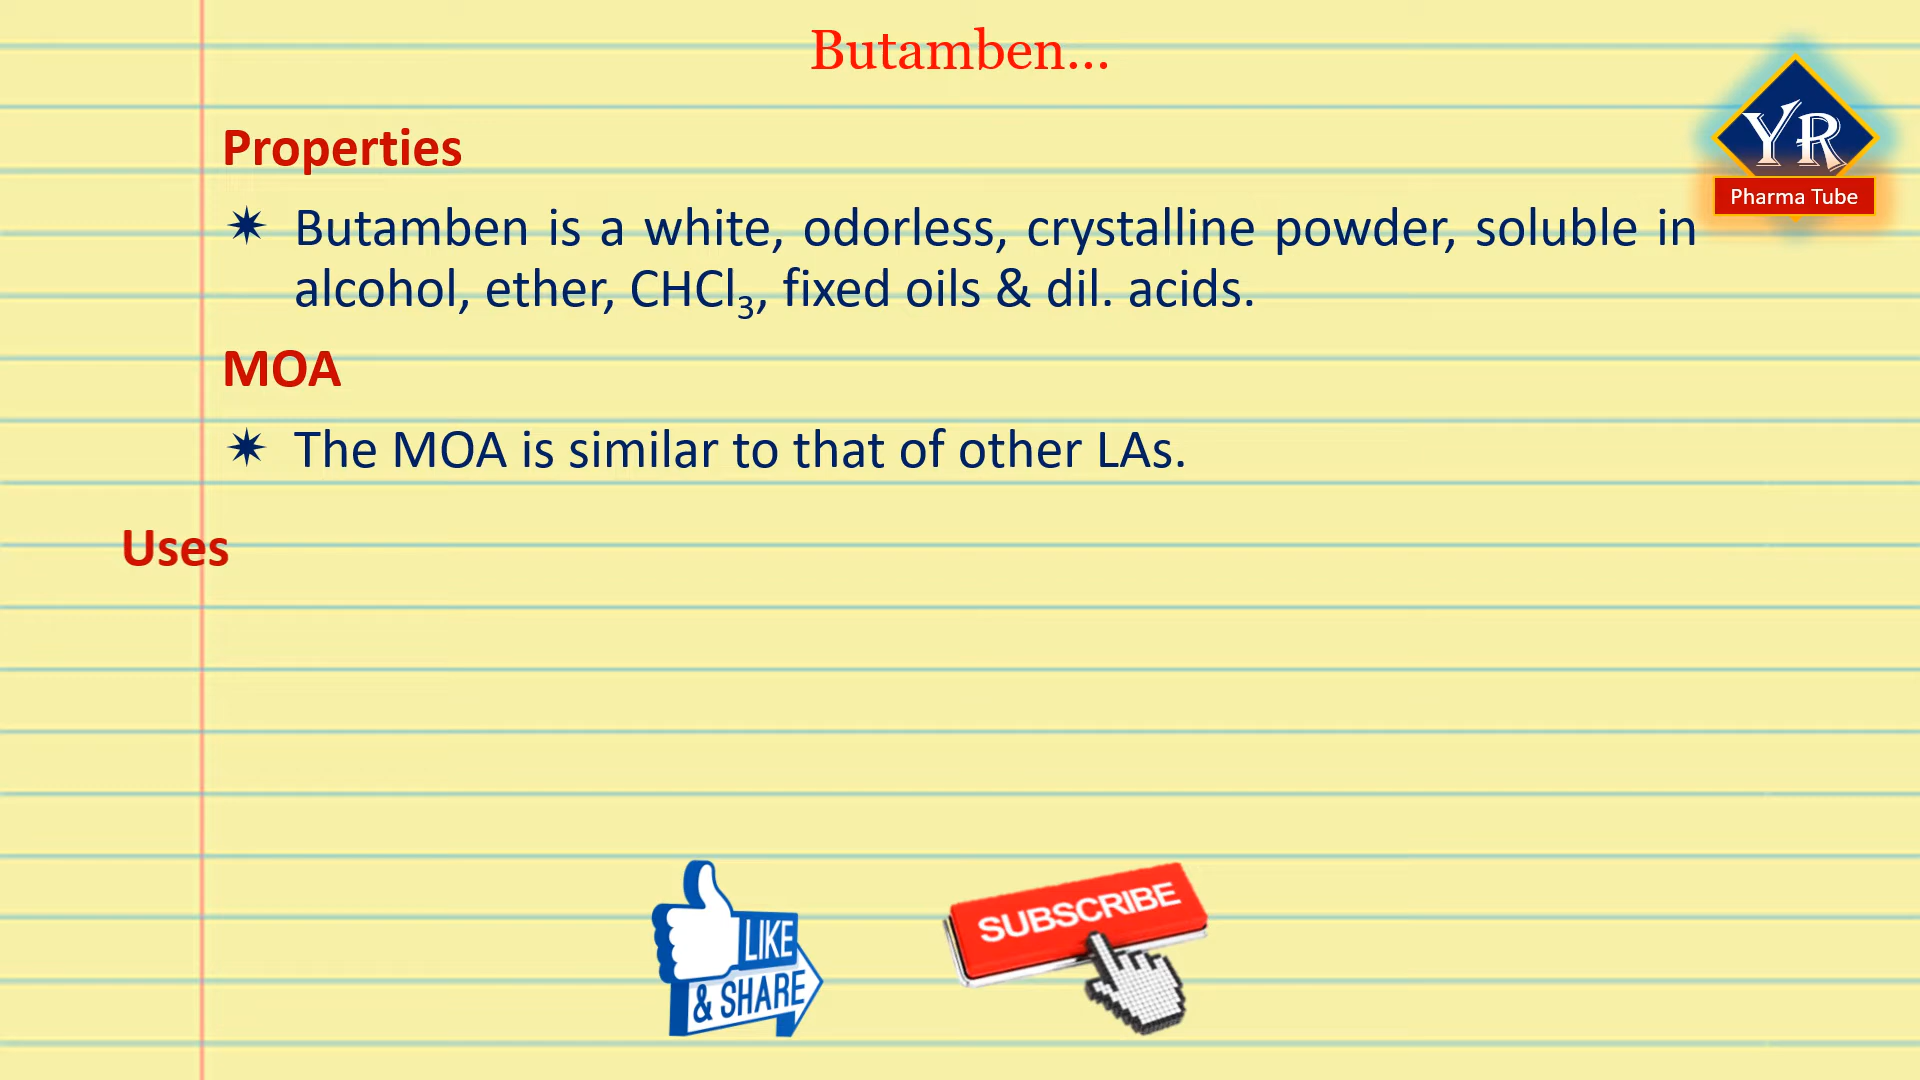 Butamben...
YR
Pharma Tube
Properties
✷ Butamben is a white, odorless, crystalline powder, soluble in
alcohol, ether, CHCl₃, fixed oils & dil. acids.
MOA
✷ The MOA is similar to that of other LAs.
Uses
LIKE
& SHARE
SUBSCRIBE